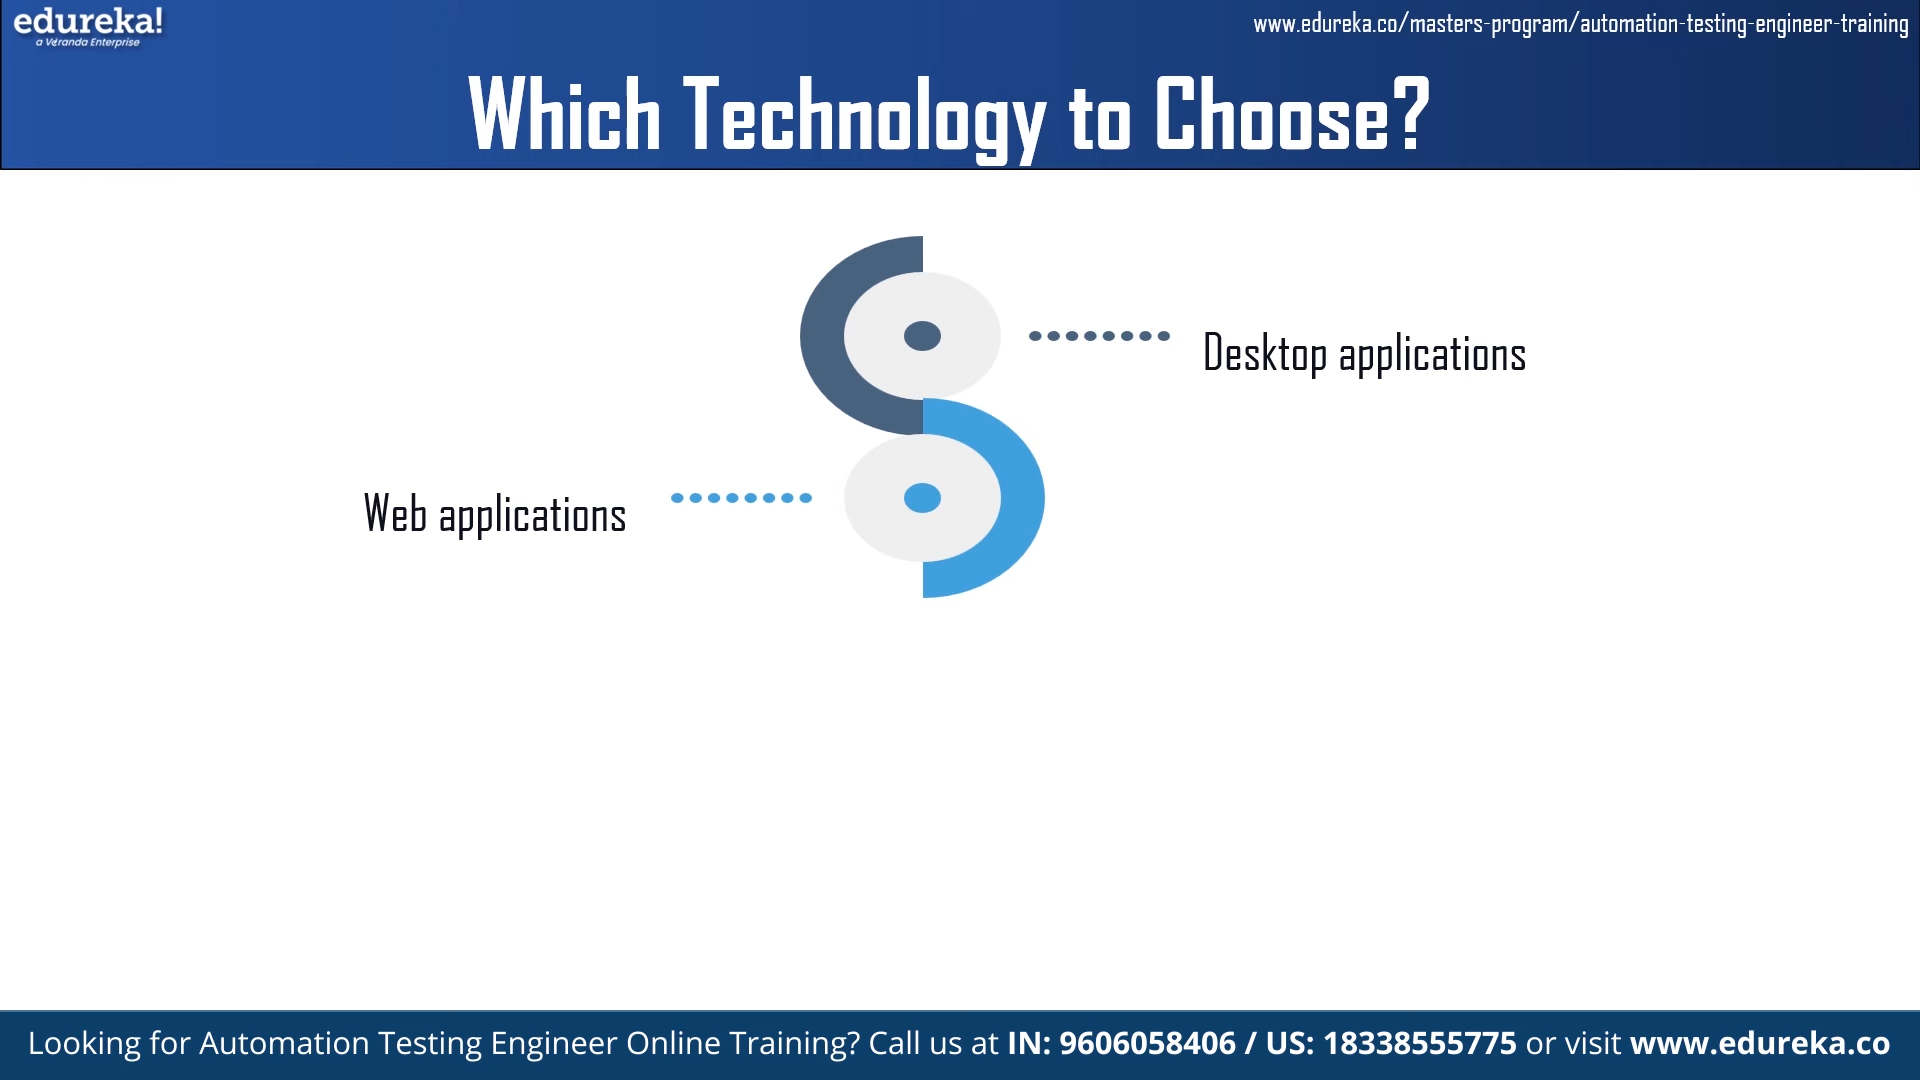 edureka!
a Veranda Enterprise
www.edureka.co/masters-program/automation-testing-engineer-training
Which Technology to Choose?
Desktop applications
Web applications
Looking for Automation Testing Engineer Online Training? Call us at IN: 9606058406 / US: 18338555775 or visit www.edureka.co